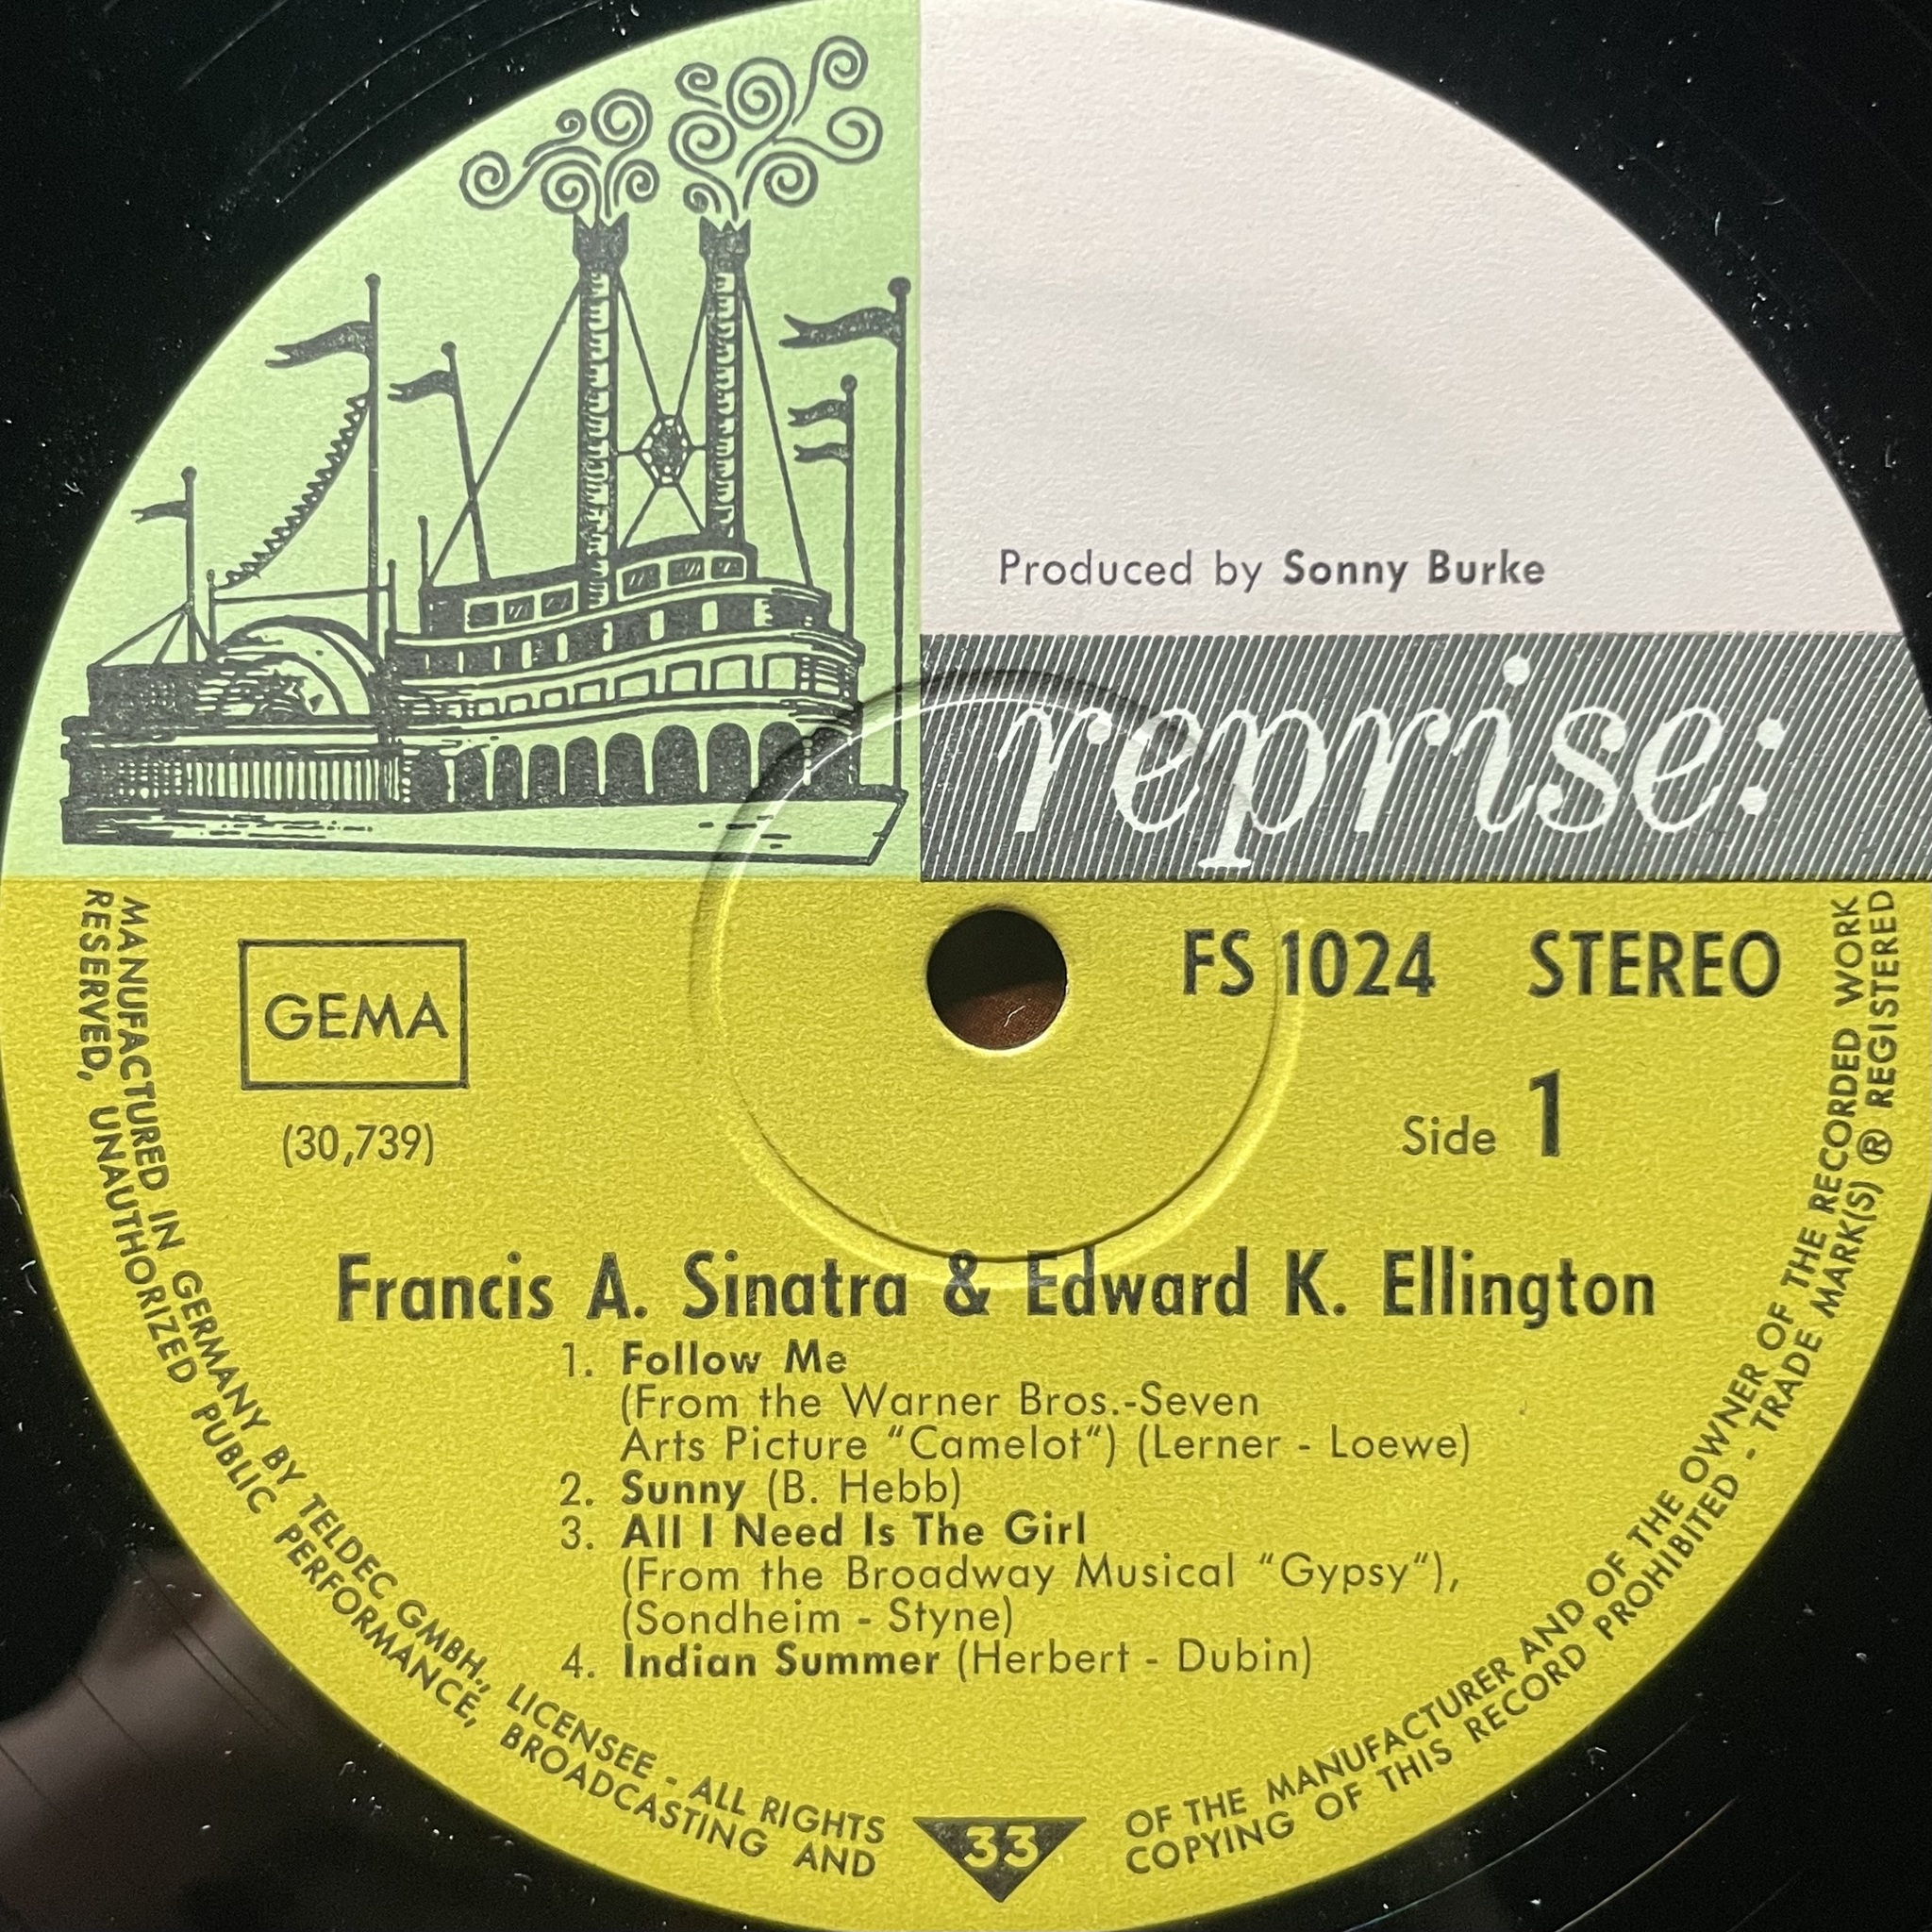 Produced by Sonny Burke
reprise:
GEMA
(30,739)
FS 1024 STEREO
Side 1
Francis A. Sinatra & Edward K. Ellington
1. Follow Me
(From the Warner Bros.-Seven
Arts Picture "Camelot") (Lerner - Loewe)
2. Sunny (B. Hebb)
3. All I Need Is The Girl
(From the Broadway Musical "Gypsy"),
(Sondheim - Styne)
4. Indian Summer (Herbert - Dubin)
MANUFACTURED IN GERMANY BY TELDEC GMBH., LICENSEE - ALL RIGHTS OF THE MANUFACTURER AND OF THE OWNER OF THE RECORDED WORK
RESERVED, UNAUTHORIZED PUBLIC PERFORMANCE, BROADCASTING AND COPYING OF THIS RECORD PROHIBITED - TRADE MARK(S) ® REGISTERED
33